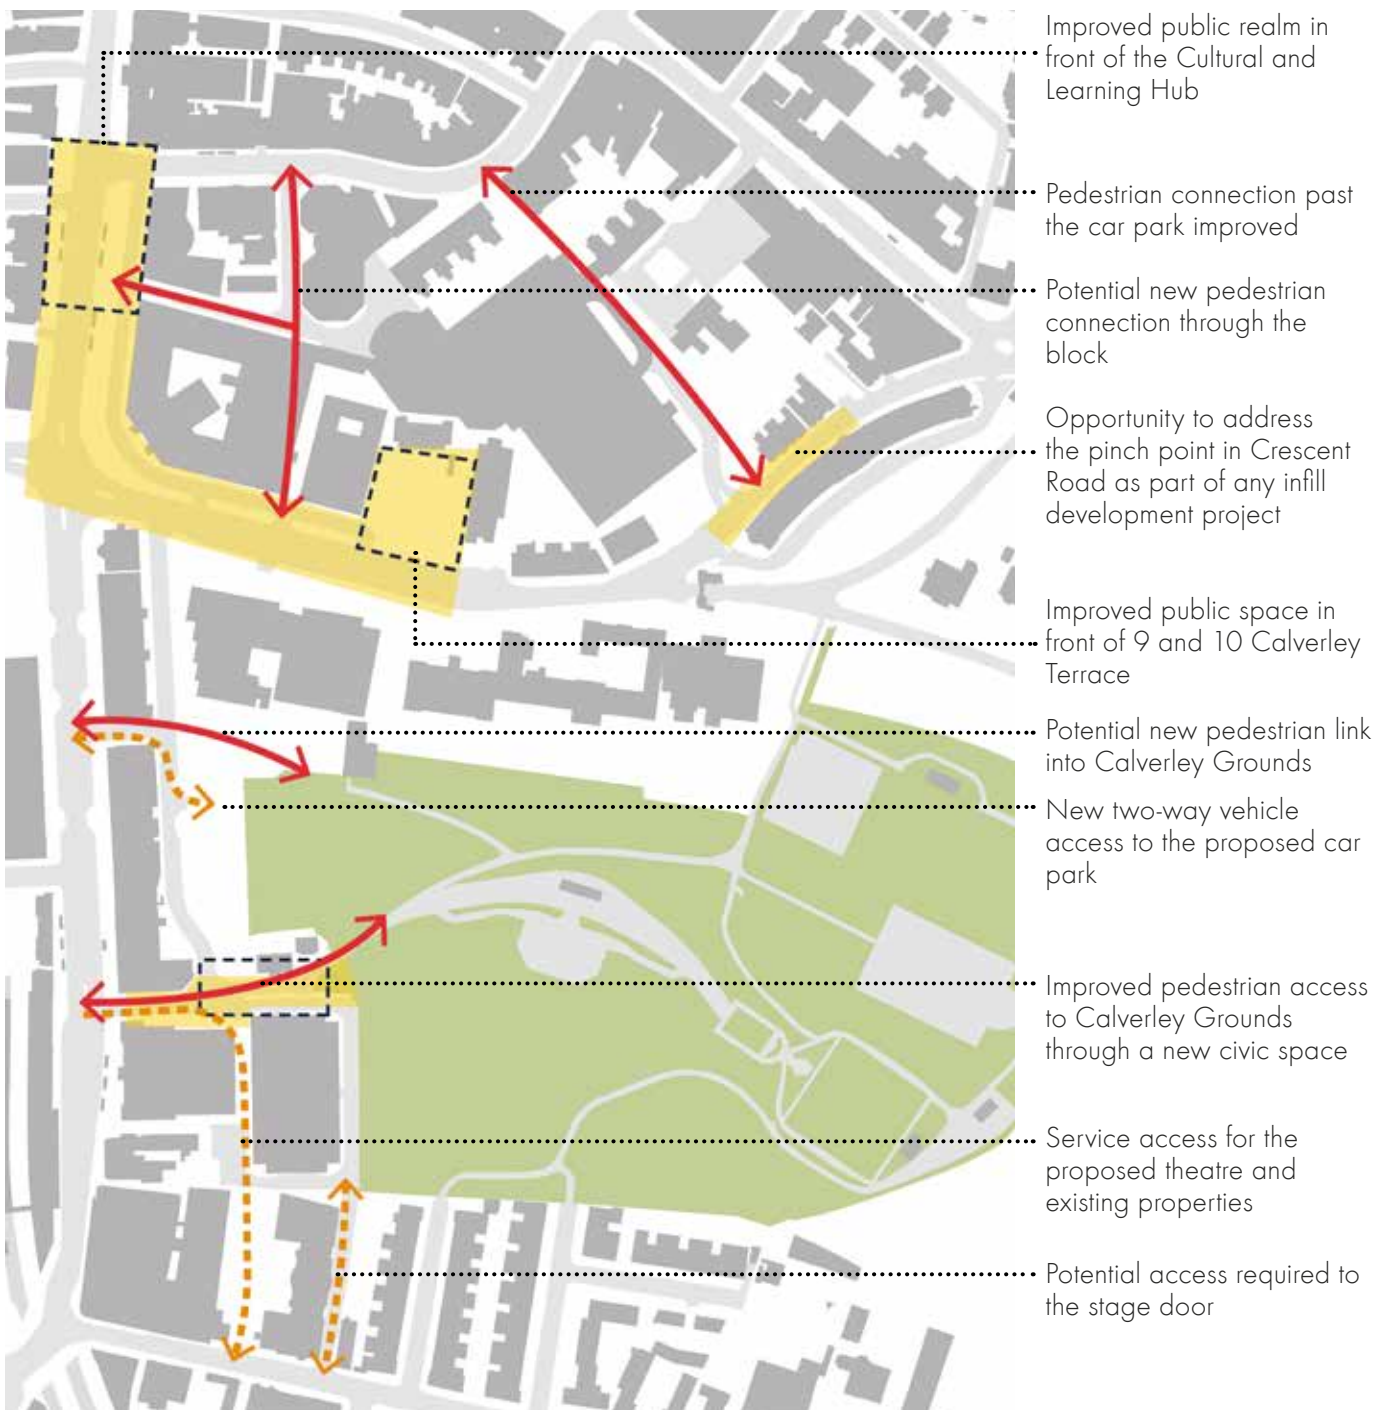 Improved public realm in
front of the Cultural and
Learning Hub
Pedestrian connection past
the car park improved
Potential new pedestrian
connection through the
block
Opportunity to address
the pinch point in Crescent
Road as part of any infill
development project
Improved public space in
front of 9 and 10 Calverley
Terrace
Potential new pedestrian link
into Calverley Grounds
New two-way vehicle
access to the proposed car
park
Improved pedestrian access
to Calverley Grounds
through a new civic space
Service access for the
proposed theatre and
existing properties
Potential access required to
the stage door